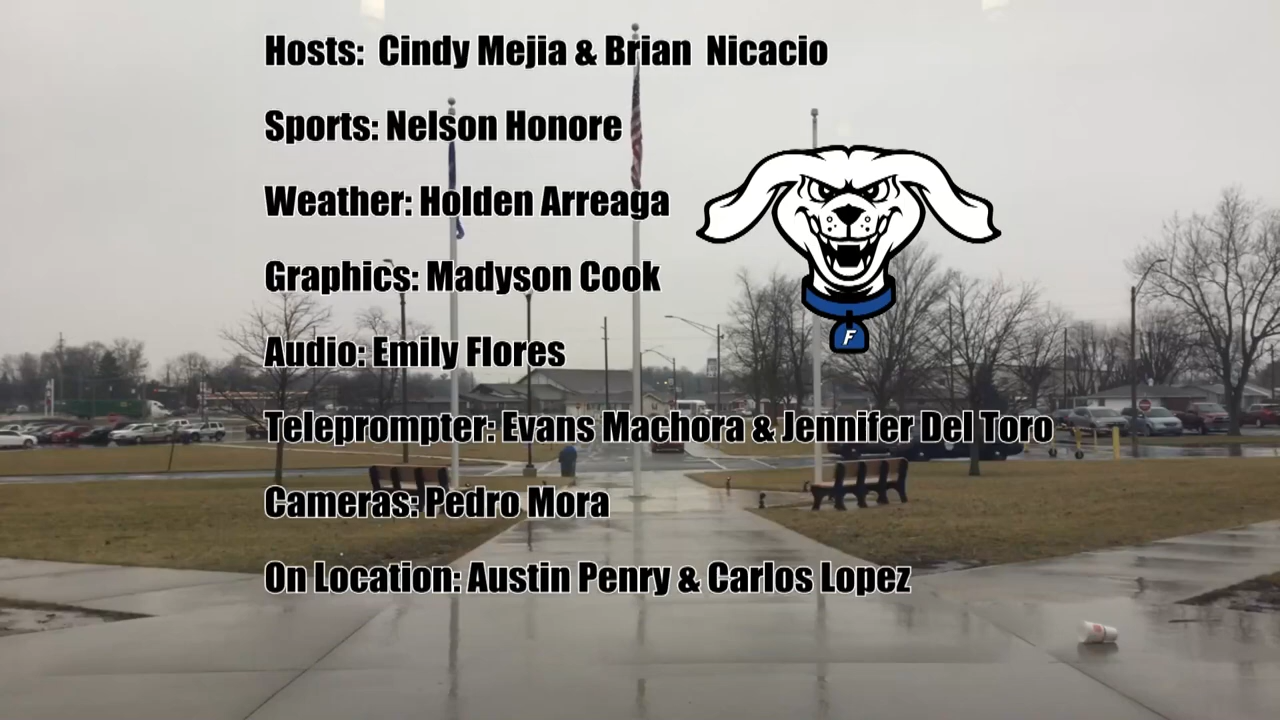 Hosts:  Cindy Mejia & Brian  Nicacio
Sports: Nelson Honore
Weather: Holden Arreaga
F
Graphics: Madyson Cook
Audio: Emily Flores
Teleprompter: Evans Machora & Jennifer Del Toro
Cameras: Pedro Mora
On Location: Austin Penry & Carlos Lopez